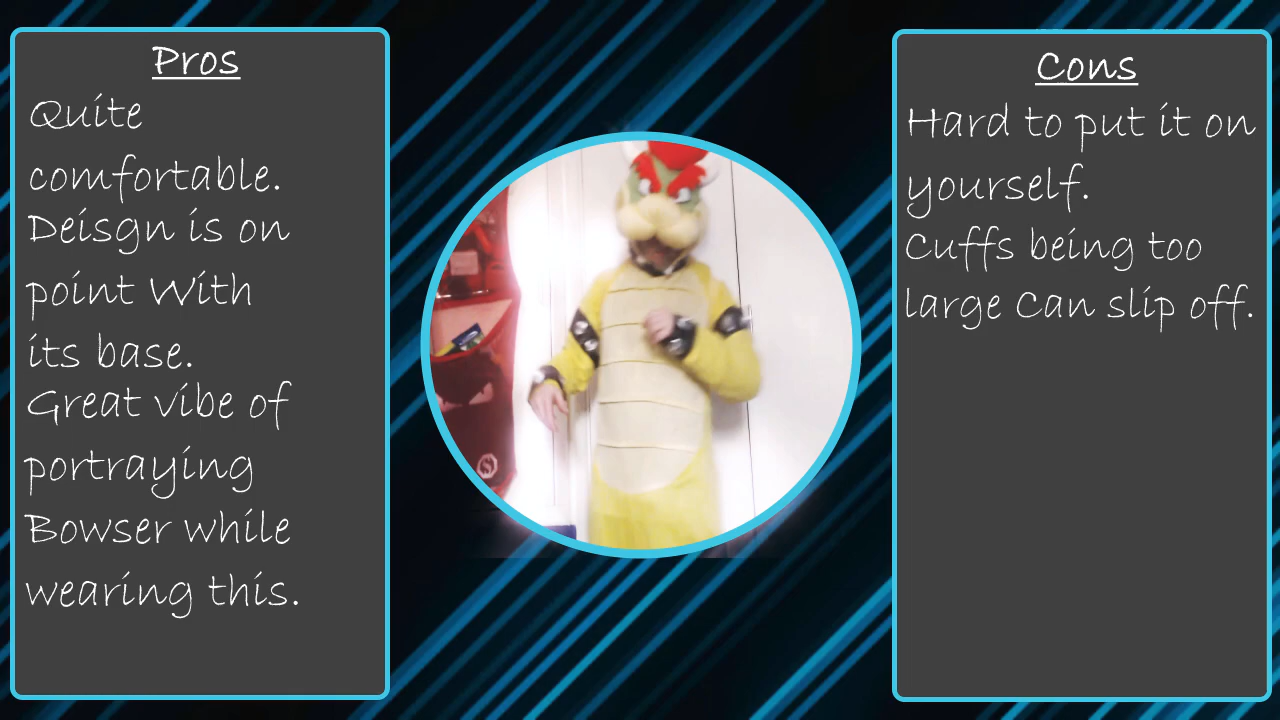 Pros
Quite
comfortable.
Deisgn is on
point With
its base.
Great vibe of
portraying
Bowser while
wearing this.
Cons
Hard to put it on
yourself.
Cuffs being too
large Can slip off.